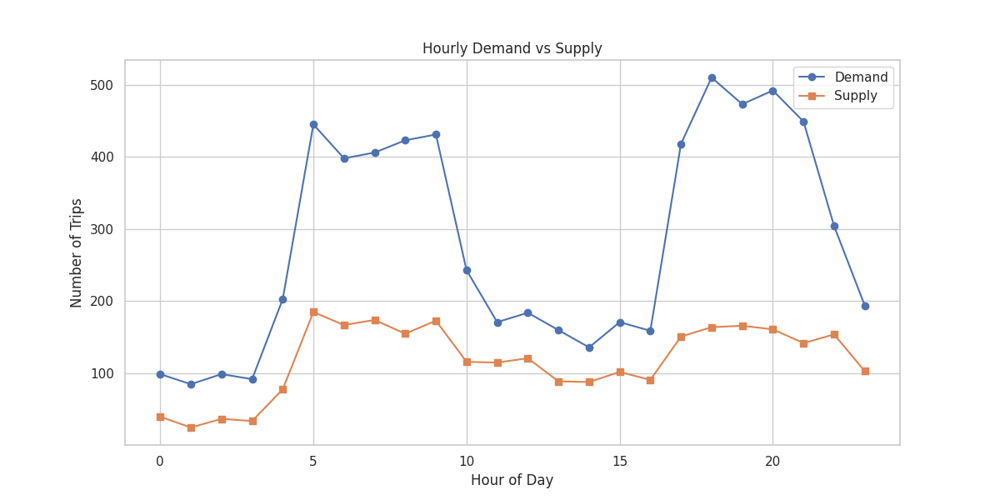 Hourly Demand vs Supply
Demand
Supply
500
400
300
200
100
Number of Trips
0 5 10 15 20
Hour of Day